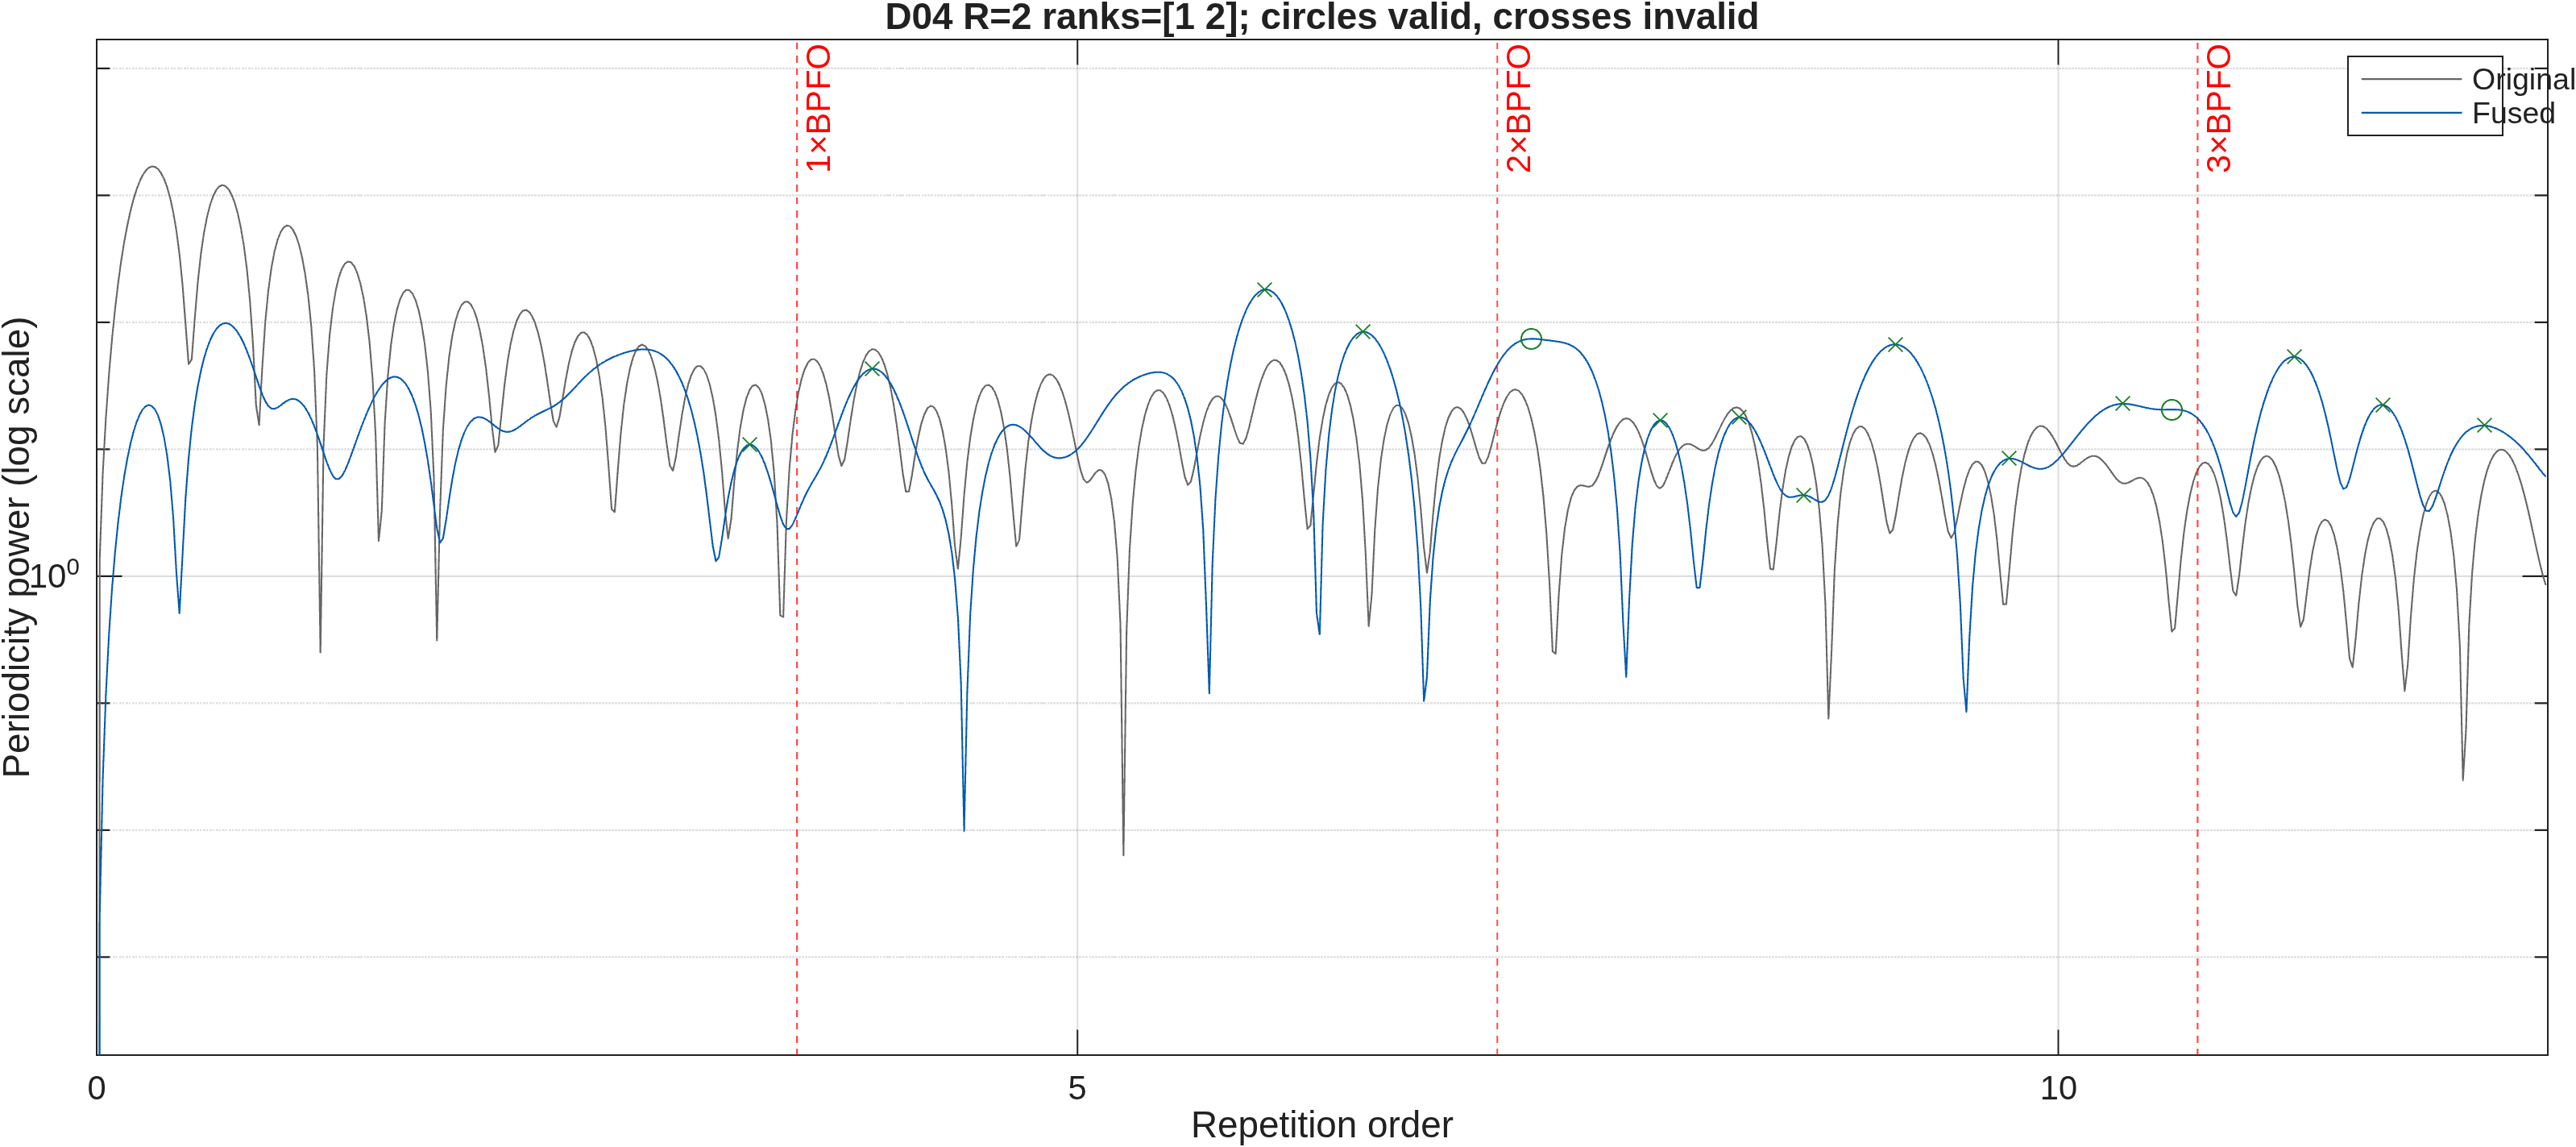 D04 R=2 ranks=[1 2]; circles valid, crosses invalid
1×BPFO
2×BPFO
3×BPFO
Original
Fused
Periodicity power (log scale)
10⁰
0
5
10
Repetition order